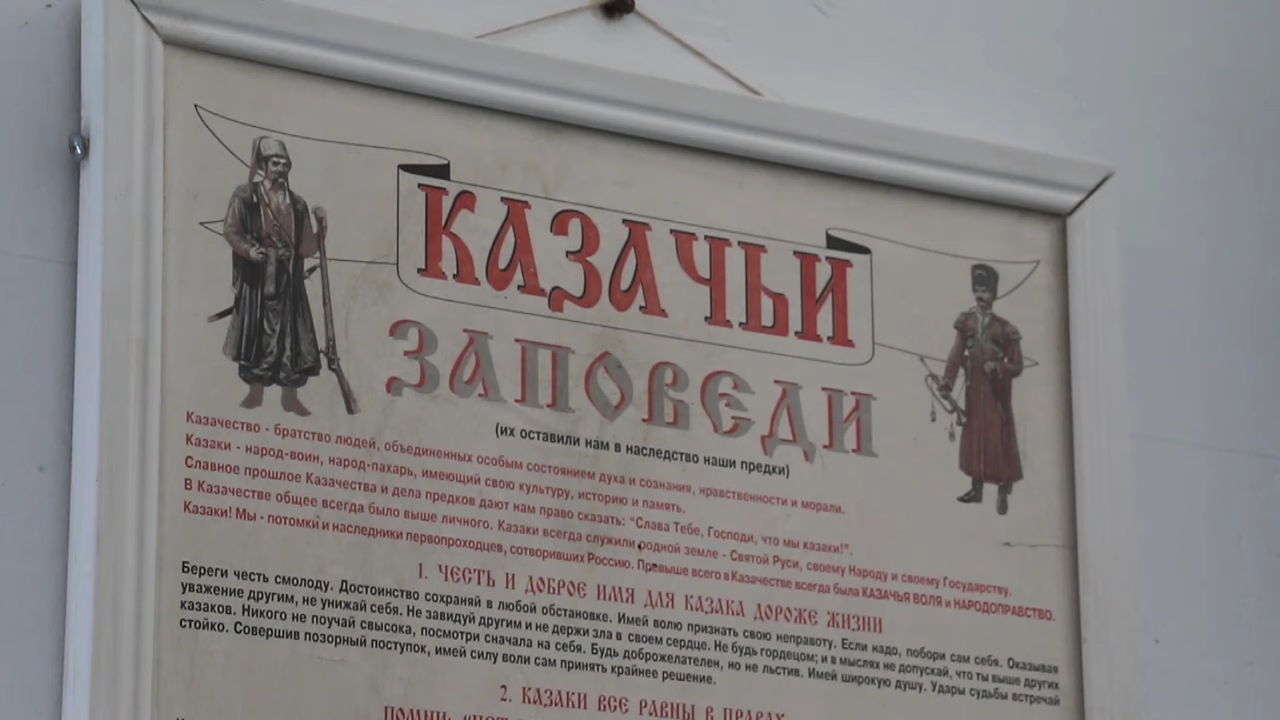 КАЗАЧЬИ
ЗАПОВЕДИ
(их оставили нам в наследство наши предки)
Казачество - братство людей, объединенных особым состоянием духа и сознания, нравственности и морали.
Казаки - народ-воин, народ-пахарь, имеющий свою культуру, историю и память.
Славное прошлое Казачества и дела предков дают нам право сказать: "Слава Тебе, Господи, что мы казаки!".
В Казачестве общее всегда было выше личного. Казаки всегда служили родной земле - Святой Руси, своему Народу и своему Государству.
Казаки! Мы - потомки и наследники первопроходцев, сотворивших Россию. Превыше всего в Казачестве всегда была КАЗАЧЬЯ ВОЛЯ и НАРОДОПРАВСТВО.
1. ЧЕСТЬ И ДОБРОЕ ИМЯ ДЛЯ КАЗАКА ДОРОЖЕ ЖИЗНИ
Береги честь смолоду. Достоинство сохраняй в любой обстановке. Имей волю признать свою неправоту. Если надо, побори сам себя. Оказывая
уважение другим, не унижай себя. Не завидуй другим и не держи зла в своем сердце. Не будь гордецом; и в мыслях не допускай, что ты выше других
казаков. Никого не поучай свысока, посмотри сначала на себя. Будь доброжелателен, но не льстив. Имей широкую душу. Удары судьбы встречай
стойко. Совершив позорный поступок, имей силу воли сам принять крайнее решение.
2. КАЗАКИ ВСЕ РАВНЫ В ПРАВАХ
ПОМНИ: